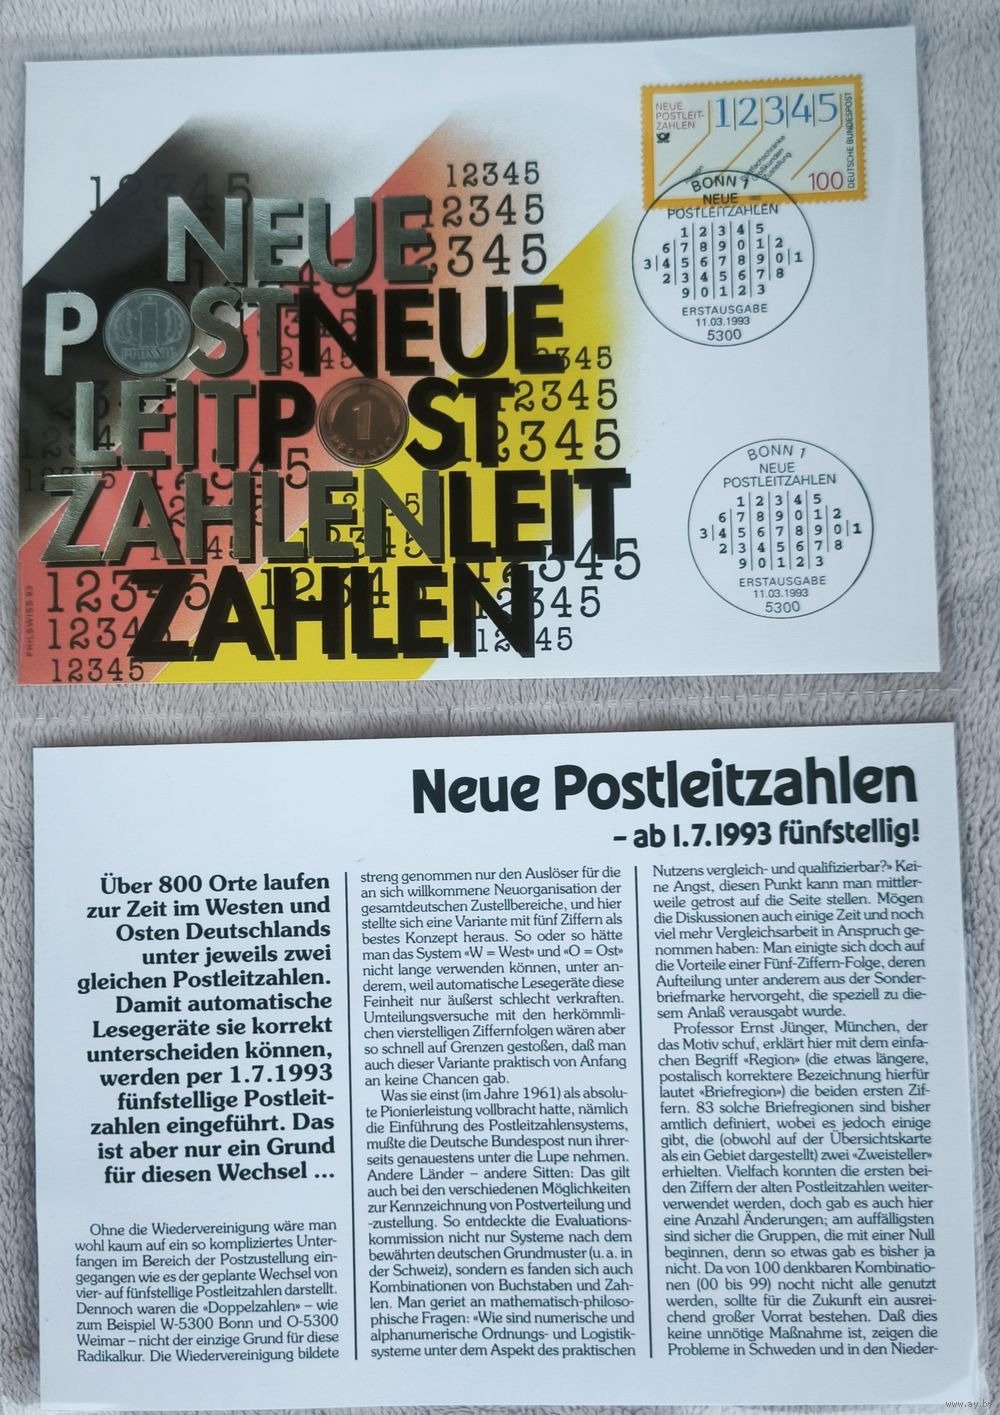 NEUE
POSTLEIT-
ZAHLEN
1|2|3|4|5
DEUTSCHE BUNDESPOST
100
BONN 1
NEUE
POSTLEITZAHLEN
1 2 3 4 5
6 7 8 9 0 1 2
3 4 5 6 7 8 9 0 1
2 3 4 5 6 7 8
9 0 1 2 3
ERSTAUSGABE
11.03.1993
5300
12345
12345
12345
12345
NEUE
POST
LEIT
ZAHLEN
1
PFENNIG
NEUE
POST
LEIT
ZAHLEN
1
PFENNIG
12345
12345
12345
12345
12345
12345
12345
PHILSWISS 93
BONN 1
NEUE
POSTLEITZAHLEN
1 2 3 4 5
6 7 8 9 0 1 2
3 4 5 6 7 8 9 0 1
2 3 4 5 6 7 8
9 0 1 2 3
ERSTAUSGABE
11.03.1993
5300
Neue Postleitzahlen
– ab 1.7.1993 fünfstellig!
Über 800 Orte laufen
zur Zeit im Westen und
Osten Deutschlands
unter jeweils zwei
gleichen Postleitzahlen.
Damit automatische
Lesegeräte sie korrekt
unterscheiden können,
werden per 1.7.1993
fünfstellige Postleit-
zahlen eingeführt. Das
ist aber nur ein Grund
für diesen Wechsel ...
Ohne die Wiedervereinigung wäre man
wohl kaum auf ein so kompliziertes Unter-
fangen im Bereich der Postzustellung ein-
gegangen wie es der geplante Wechsel von
vier- auf fünfstellige Postleitzahlen darstellt.
Dennoch waren die «Doppelzahlen» – wie
zum Beispiel W-5300 Bonn und O-5300
Weimar – nicht der einzige Grund für diese
Radikalkur. Die Wiedervereinigung bildete
streng genommen nur den Auslöser für die
an sich willkommene Neuorganisation der
gesamtdeutschen Zustellbereiche, und hier
stellte sich eine Variante mit fünf Ziffern als
bestes Konzept heraus. So oder so hätte
man das System «W = West» und «O = Ost»
nicht lange verwenden können, unter an-
derem, weil automatische Lesegeräte diese
Feinheit nur äußerst schlecht verkraften.
Umteilungsversuche mit den herkömmli-
chen vierstelligen Ziffernfolgen wären aber
so schnell auf Grenzen gestoßen, daß man
auch dieser Variante praktisch von Anfang
an keine Chancen gab.
Was sie einst (im Jahre 1961) als absolu-
te Pionierleistung vollbracht hatte, nämlich
die Einführung des Postleitzahlensystems,
mußte die Deutsche Bundespost nun ihrer-
seits genauestens unter die Lupe nehmen.
Andere Länder – andere Sitten: Das gilt
auch bei den verschiedenen Möglichkeiten
zur Kennzeichnung von Postverteilung und
-zustellung. So entdeckte die Evaluations-
kommission nicht nur Systeme nach dem
bewährten deutschen Grundmuster (u. a. in
der Schweiz), sondern es fanden sich auch
Kombinationen von Buchstaben und Zah-
len. Man geriet an mathematisch-philoso-
phische Fragen: «Wie sind numerische und
alphanumerische Ordnungs- und Logistik-
systeme unter dem Aspekt des praktischen
Nutzens vergleich- und qualifizierbar?» Kei-
ne Angst, diesen Punkt kann man mittler-
weile getrost auf die Seite stellen. Mögen
die Diskussionen auch einige Zeit und noch
viel mehr Vergleichsarbeit in Anspruch ge-
nommen haben: Man einigte sich doch auf
die Vorteile einer Fünf-Ziffern-Folge, deren
Aufteilung unter anderem aus der Sonder-
briefmarke hervorgeht, die speziell zu die-
sem Anlaß verausgabt wurde.
Professor Ernst Jünger, München, der
das Motiv schuf, erklärt hier mit dem einfa-
chen Begriff «Region» (die etwas längere,
postalisch korrektere Bezeichnung hierfür
lautet «Briefregion») die beiden ersten Zif-
fern. 83 solche Briefregionen sind bisher
amtlich definiert, wobei es jedoch einige
gibt, die (obwohl auf der Übersichtskarte
als ein Gebiet dargestellt) zwei «Zweisteller»
erhielten. Vielfach konnten die ersten bei-
den Ziffern der alten Postleitzahlen weiter-
verwendet werden, doch gab es auch hier
eine Anzahl Änderungen; am auffälligsten
sind sicher die Gruppen, die mit einer Null
beginnen, denn so etwas gab es bisher ja
nicht. Da von 100 denkbaren Kombinatio-
nen (00 bis 99) nocht nicht alle genutzt
werden, sollte für die Zukunft ein ausrei-
chend großer Vorrat bestehen. Daß dies
keine unnötige Maßnahme ist, zeigen die
Probleme in Schweden und in den Nieder-
www.ay.by